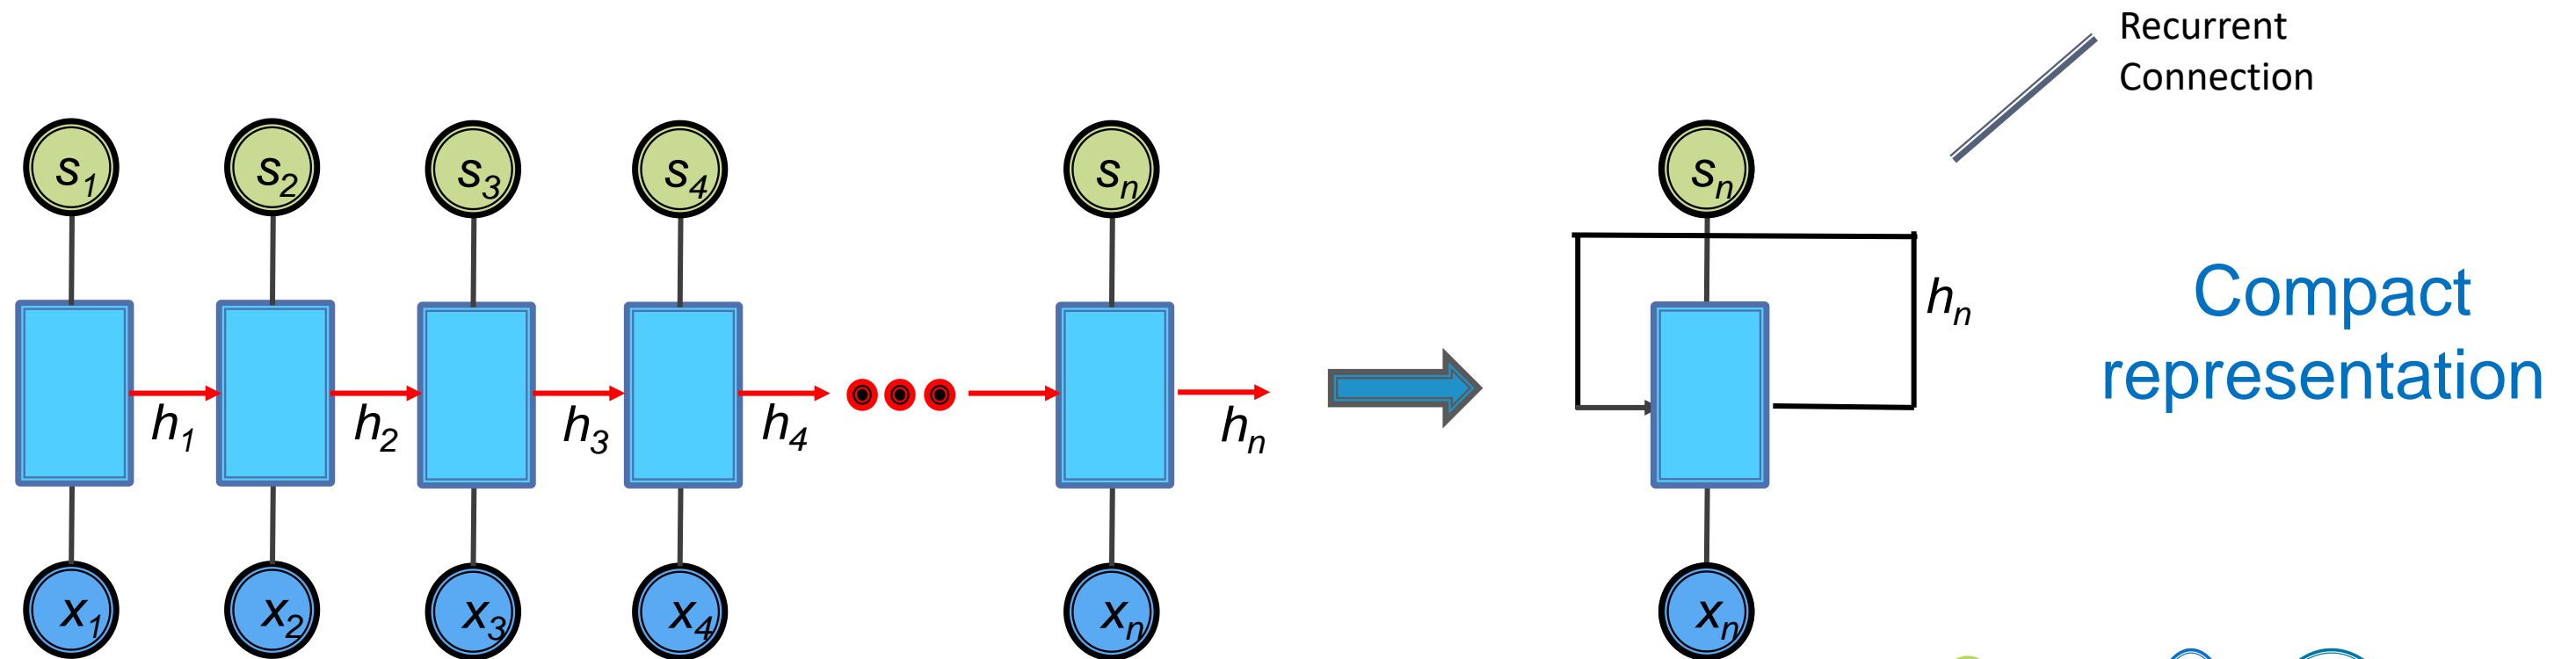 Recurrent
Connection
s₁ s₂ s₃ s₄ sₙ sₙ
hₙ
Compact
representation
h₁ h₂ h₃ h₄ hₙ
x₁ x₂ x₃ x₄ xₙ xₙ